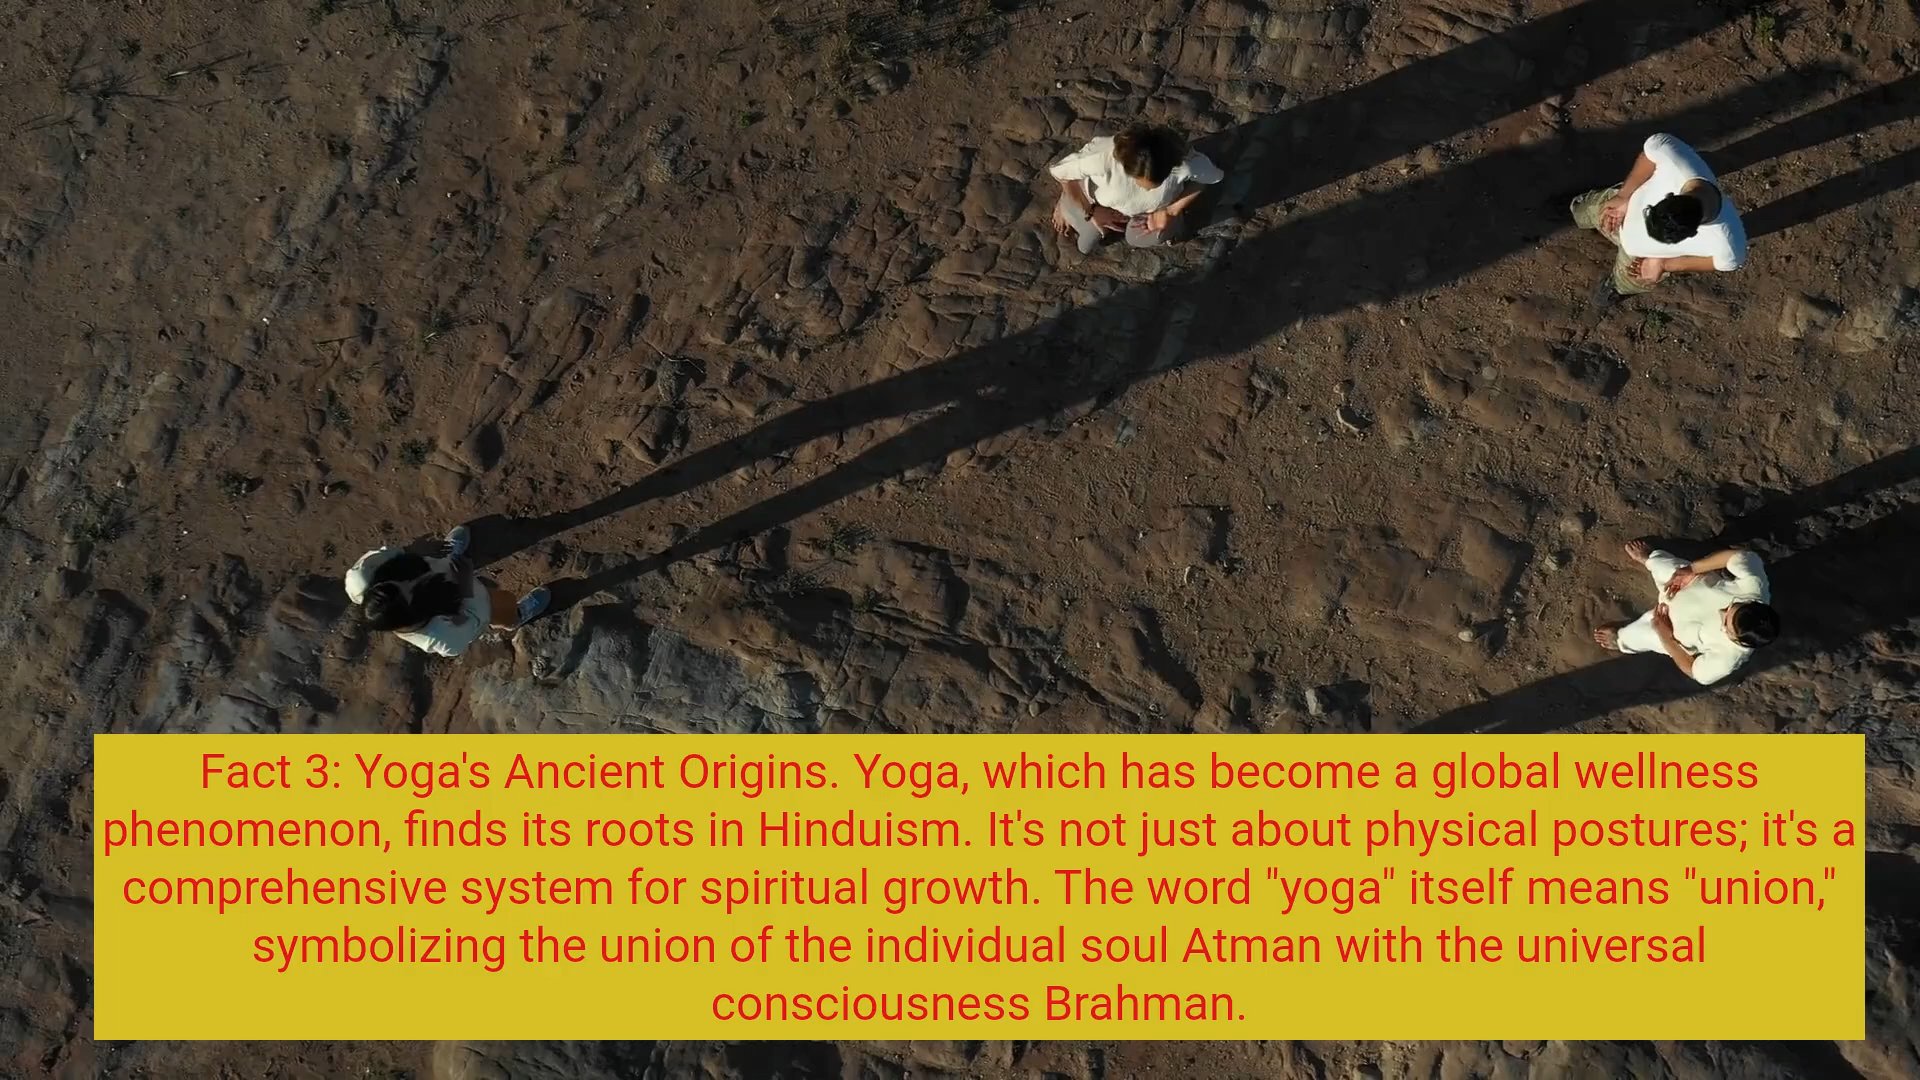 Fact 3: Yoga's Ancient Origins. Yoga, which has become a global wellness
phenomenon, finds its roots in Hinduism. It's not just about physical postures; it's a
comprehensive system for spiritual growth. The word "yoga" itself means "union,"
symbolizing the union of the individual soul Atman with the universal
consciousness Brahman.